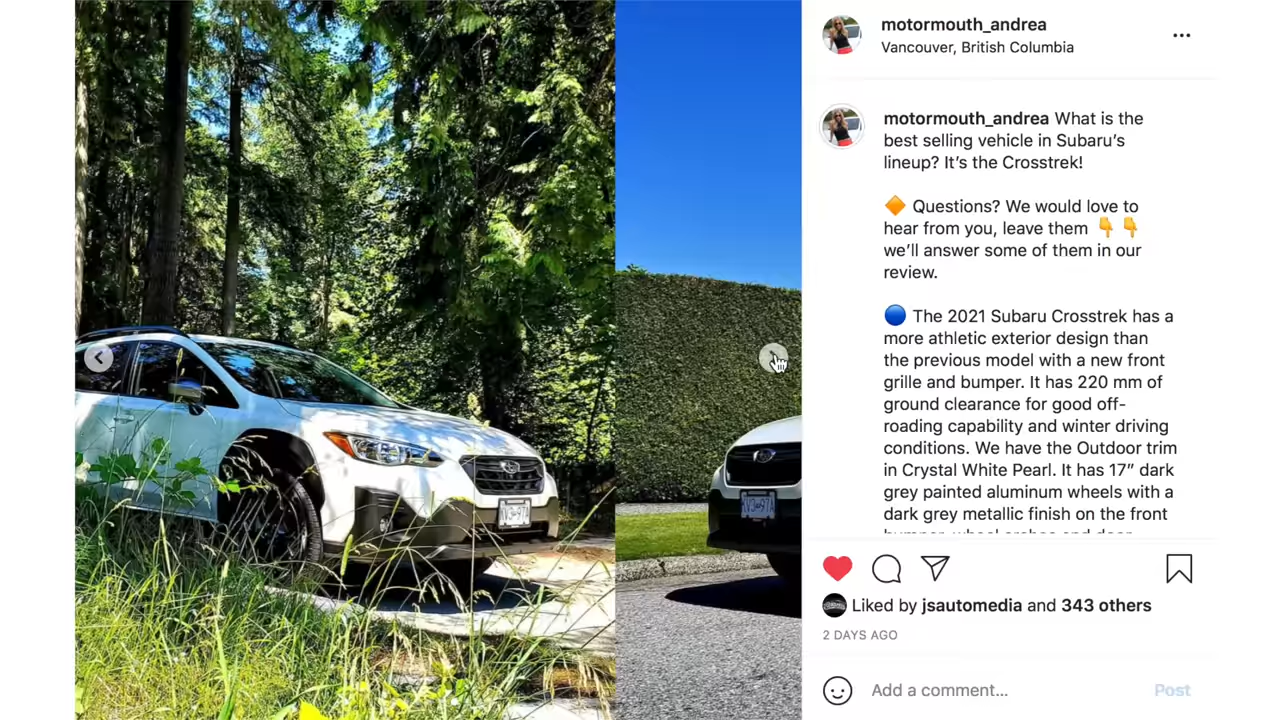 motormouth_andrea
Vancouver, British Columbia
motormouth_andrea What is the
best selling vehicle in Subaru’s
lineup? It’s the Crosstrek!
🔶 Questions? We would love to
hear from you, leave them 👇 👇
we’ll answer some of them in our
review.
🔵 The 2021 Subaru Crosstrek has a
more athletic exterior design than
the previous model with a new front
grille and bumper. It has 220 mm of
ground clearance for good off-
roading capability and winter driving
conditions. We have the Outdoor trim
in Crystal White Pearl. It has 17” dark
grey painted aluminum wheels with a
dark grey metallic finish on the front
Liked by jsautomedia and 343 others
2 DAYS AGO
Add a comment...
Post